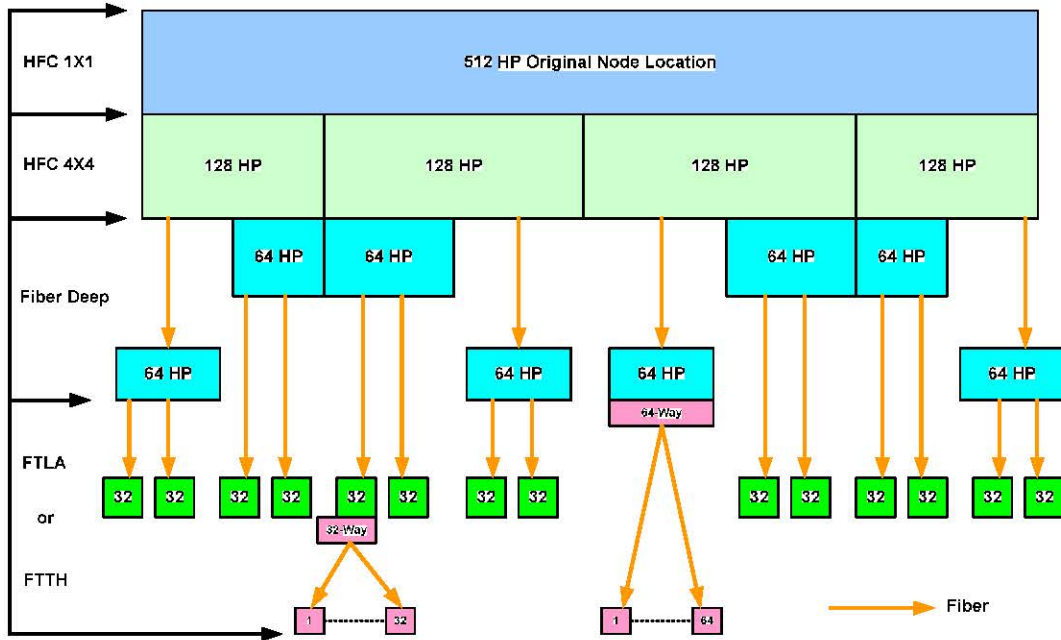 HFC 1X1
512 HP Original Node Location
HFC 4X4
128 HP
128 HP
128 HP
128 HP
64 HP
64 HP
64 HP
64 HP
Fiber Deep
64 HP
64 HP
64 HP
64 HP
64-Way
FTLA
32
32
32
32
32
32
32
32
32
32
32
32
32
32
or
32-Way
FTTH
1
32
1
64
Fiber